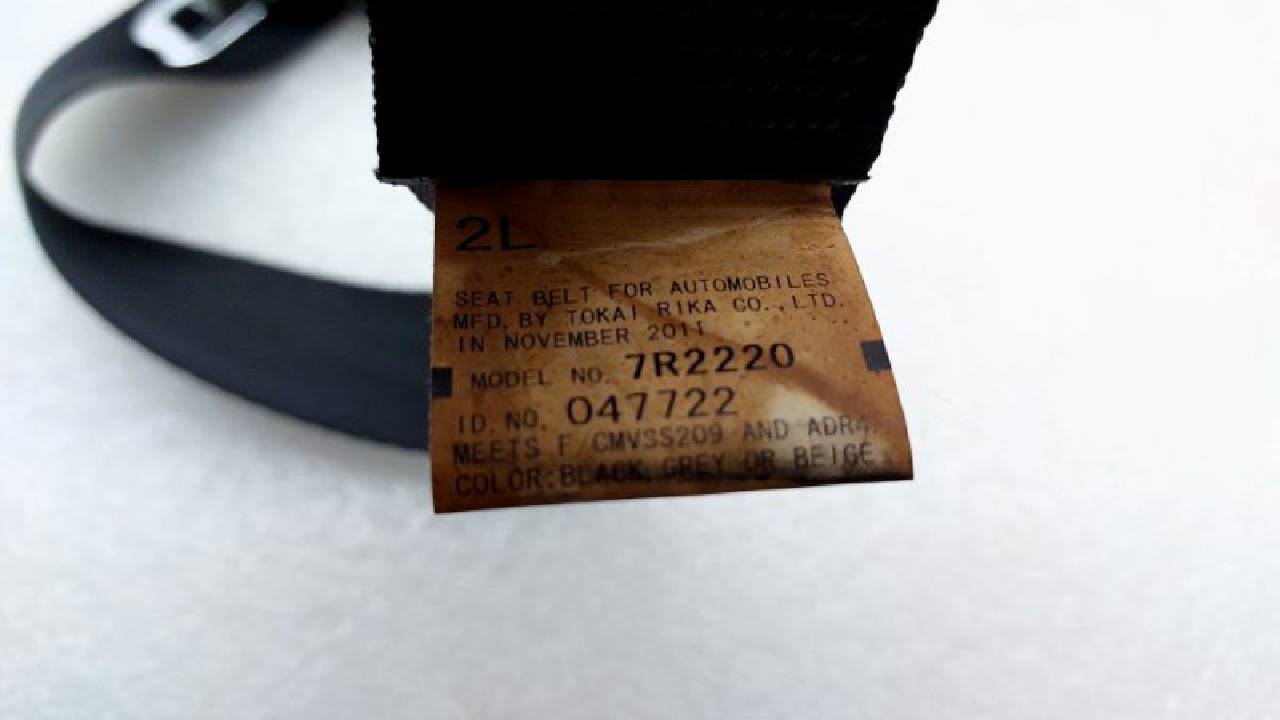 2L
SEAT BELT FOR AUTOMOBILES
MFD. BY TOKAI RIKA CO., LTD.
IN NOVEMBER 2011
MODEL NO. 7R2220
ID. NO. 047722
MEETS F/CMVSS209 AND ADR4.
COLOR:BLACK,GREY OR BEIGE